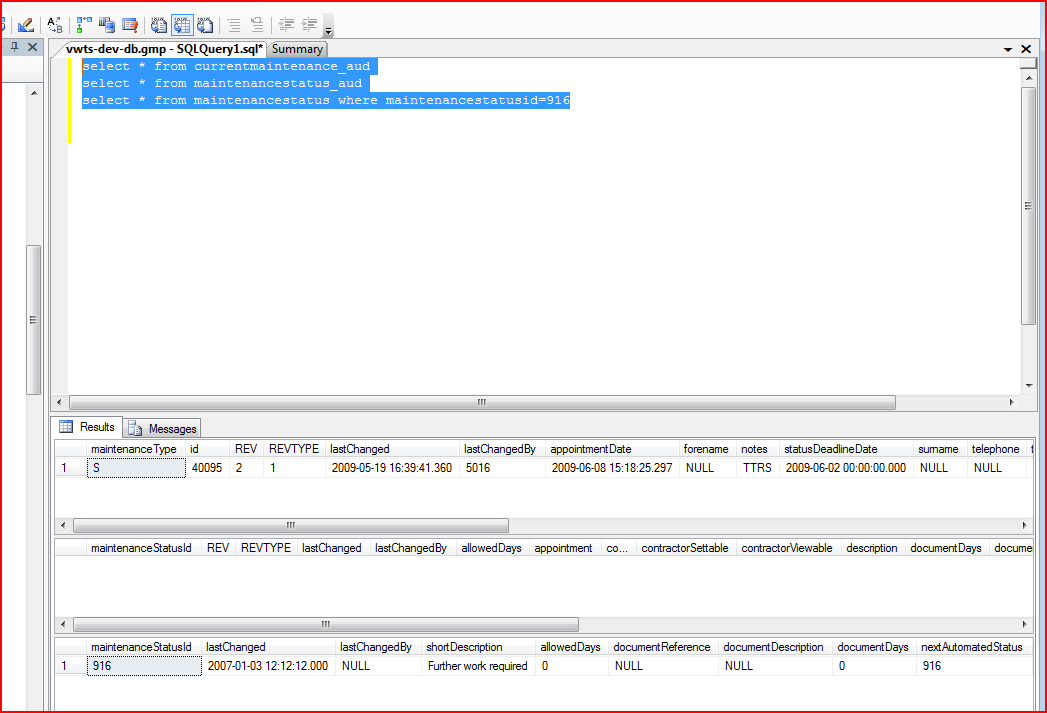 vwts-dev-db.gmp - SQLQuery1.sql* Summary
select * from currentmaintenance_aud
select * from maintenancestatus_aud
select * from maintenancestatus where maintenancestatusid=916
Results Messages
maintenanceType id REV REVTYPE lastChanged lastChangedBy appointmentDate forename notes statusDeadlineDate surname telephone t
1 S 40095 2 1 2009-05-19 16:39:41.360 5016 2009-06-08 15:18:25.297 NULL TTRS 2009-06-02 00:00:00.000 NULL NULL
maintenanceStatusId REV REVTYPE lastChanged lastChangedBy allowedDays appointment co... contractorSettable contractorViewable description documentDays docume
maintenanceStatusId lastChanged lastChangedBy shortDescription allowedDays documentReference documentDescription documentDays nextAutomatedStatus
1 916 2007-01-03 12:12:12.000 NULL Further work required 0 NULL NULL 0 916